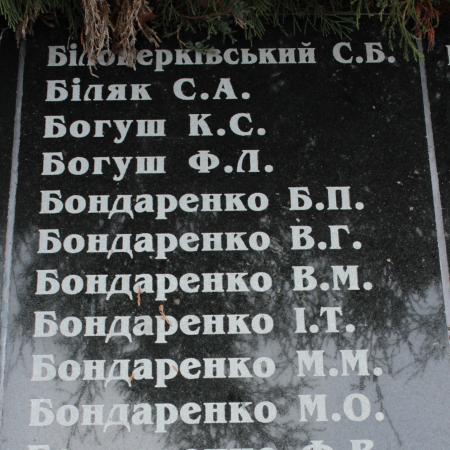 Білоцерківський С.Б.
Біляк С.А.
Богуш К.С.
Богуш Ф.Л.
Бондаренко Б.П.
Бондаренко В.Г.
Бондаренко В.М.
Бондаренко І.Т.
Бондаренко М.М.
Бондаренко М.О.